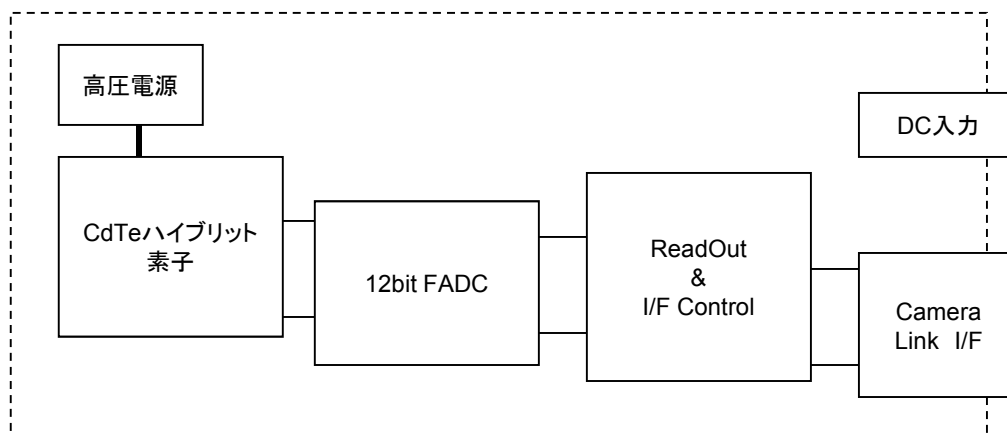 高圧電源
DC入力
CdTeハイブリット
素子
12bit FADC
ReadOut
&
I/F Control
Camera
Link I/F